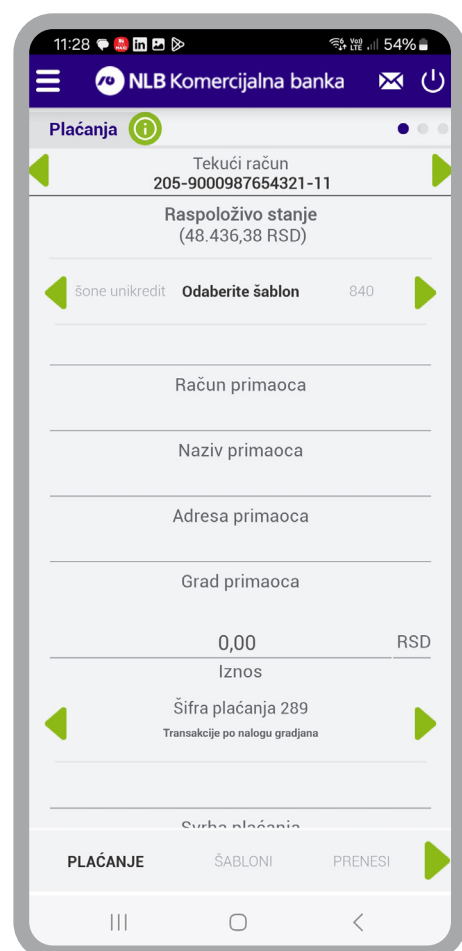 11:28 54%
NLB Komercijalna banka
Plaćanja
Tekući račun
205-9000987654321-11
Raspoloživo stanje
(48.436,38 RSD)
šone unikredit Odaberite šablon 840
Račun primaoca
Naziv primaoca
Adresa primaoca
Grad primaoca
0,00 RSD
Iznos
Šifra plaćanja 289
Transakcije po nalogu gradjana
Svrha plaćanja
PLAĆANJE ŠABLONI PRENESI